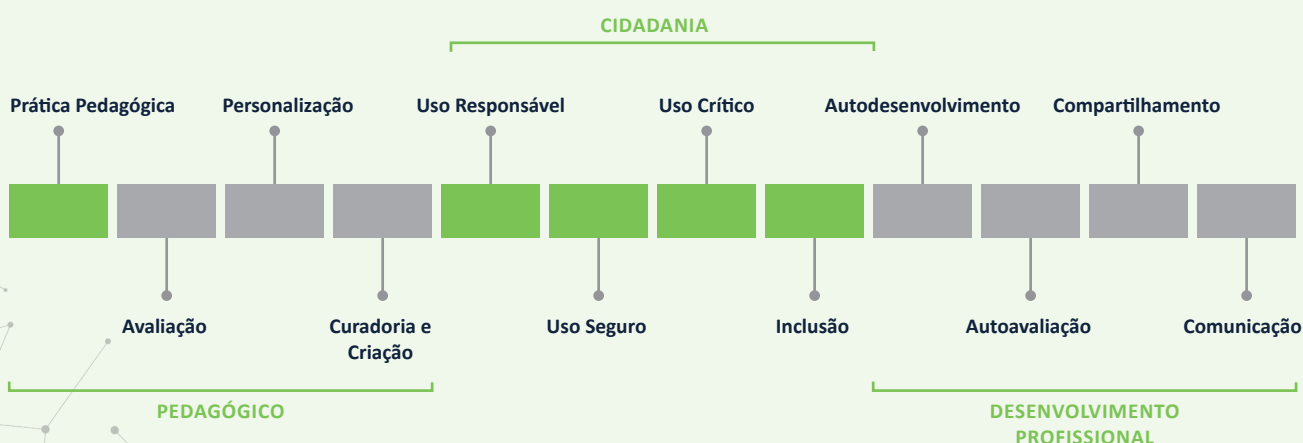 CIDADANIA
Prática Pedagógica
Personalização
Uso Responsável
Uso Crítico
Autodesenvolvimento
Compartilhamento
Avaliação
Curadoria e
Criação
Uso Seguro
Inclusão
Autoavaliação
Comunicação
PEDAGÓGICO
DESENVOLVIMENTO
PROFISSIONAL